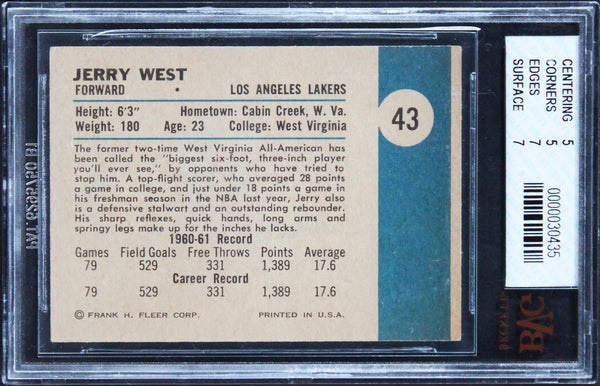 JERRY WEST
FORWARD • LOS ANGELES LAKERS
Height: 6'3" Hometown: Cabin Creek, W. Va.
Weight: 180 Age: 23 College: West Virginia
43
The former two-time West Virginia All-American has
been called the "biggest six-foot, three-inch player
you'll ever see," by opponents who have tried to
stop him. A top-flight scorer, who averaged 28 points
a game in college, and just under 18 points a game in
his freshman season in the NBA last year, Jerry also
is a defensive stalwart and an outstanding rebounder.
His sharp reflexes, quick hands, long arms and
springy legs make up for the inches he lacks.
1960-61 Record
Games Field Goals Free Throws Points Average
79 529 331 1,389 17.6
Career Record
79 529 331 1,389 17.6
© FRANK H. FLEER CORP. PRINTED IN U.S.A.
CENTERING 5
CORNERS 5
EDGES 7
SURFACE 7
0000030435
BECKETT